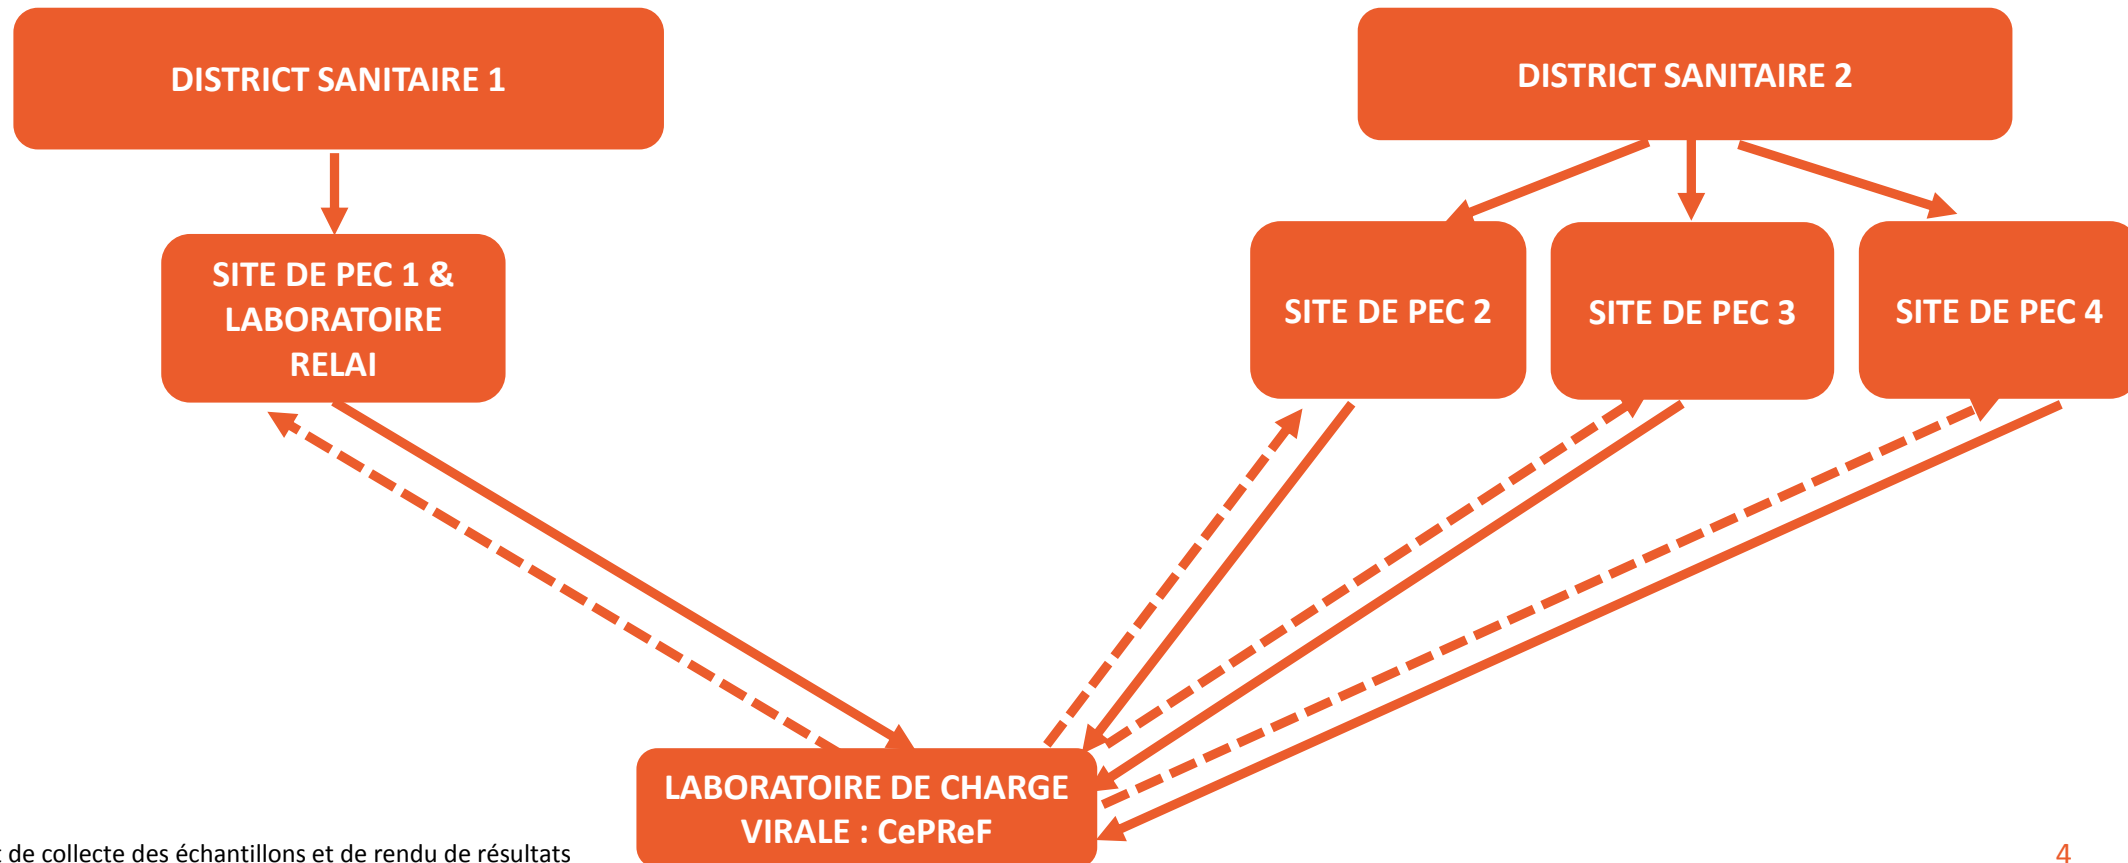 DISTRICT SANITAIRE 1
DISTRICT SANITAIRE 2
SITE DE PEC 1 &
LABORATOIRE
RELAI
SITE DE PEC 2
SITE DE PEC 3
SITE DE PEC 4
LABORATOIRE DE CHARGE
VIRALE : CePReF
de collecte des échantillons et de rendu de résultats
4